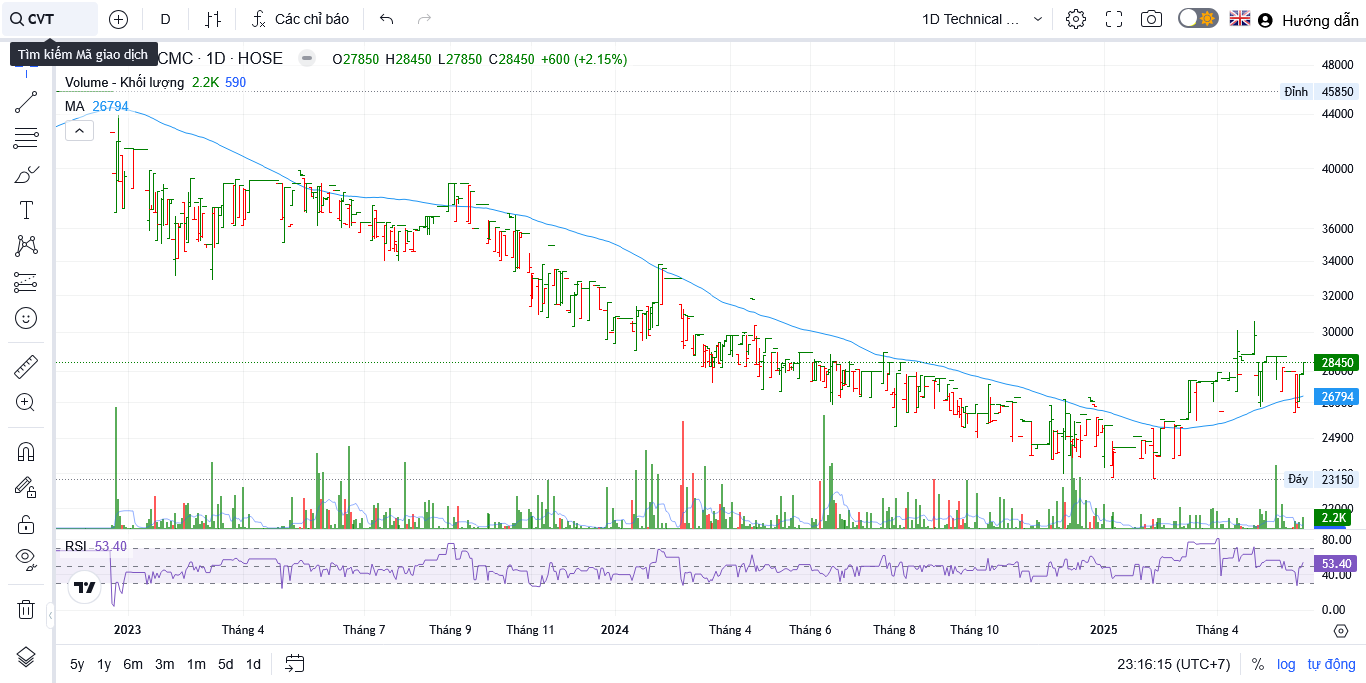 CVT
D
Các chỉ báo
1D Technical ...
Hướng dẫn
Tìm kiếm Mã giao dịch
CMC · 1D · HOSE
O27850 H28450 L27850 C28450 +600 (+2.15%)
Volume - Khối lượng 2.2K 590
MA 26794
48000
Đỉnh 45850
44000
40000
36000
34000
32000
30000
28450
26794
24900
Đáy 23150
2.2K
RSI 53.40
80.00
53.40
40.00
0.00
2023 Tháng 4 Tháng 7 Tháng 9 Tháng 11 2024 Tháng 4 Tháng 6 Tháng 8 Tháng 10 2025 Tháng 4
5y 1y 6m 3m 1m 5d 1d
23:16:15 (UTC+7) % log tự động